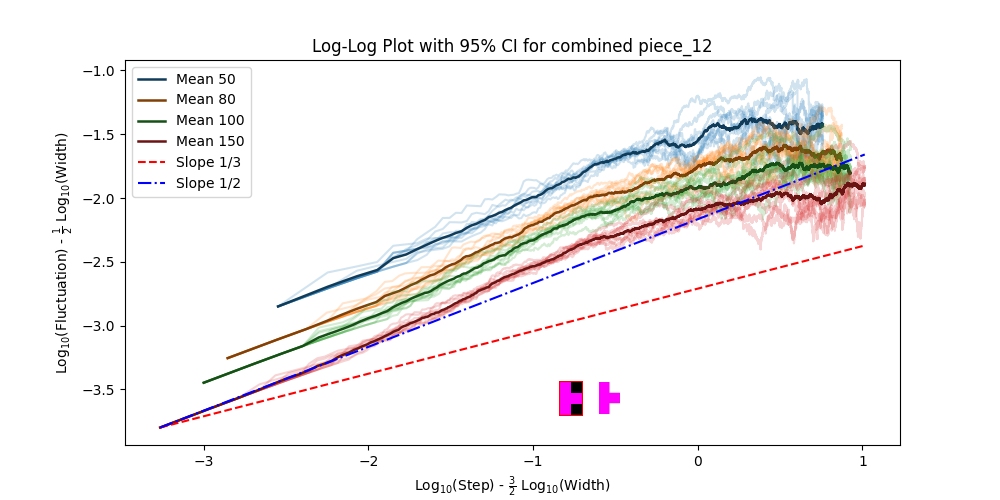 Log-Log Plot with 95% CI for combined piece_12
Mean 50
Mean 80
Mean 100
Mean 150
Slope 1/3
Slope 1/2
−1.0
−1.5
−2.0
−2.5
−3.0
−3.5
Log₁₀(Fluctuation) - ½ Log₁₀(Width)
−3 −2 −1 0 1
Log₁₀(Step) - 3/2 Log₁₀(Width)